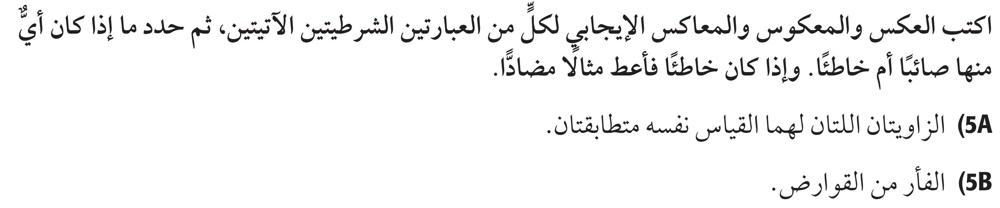 اكتب العكس والمعكوس والمعاكس الإيجابي لكلٍّ من العبارتين الشرطيتين الآتيتين، ثم حدد ما إذا كان أيٌّ
منها صائبًا أم خاطئًا. وإذا كان خاطئًا فأعط مثالًا مضادًّا.
5A) الزاويتان اللتان لهما القياس نفسه متطابقتان.
5B) الفأر من القوارض.